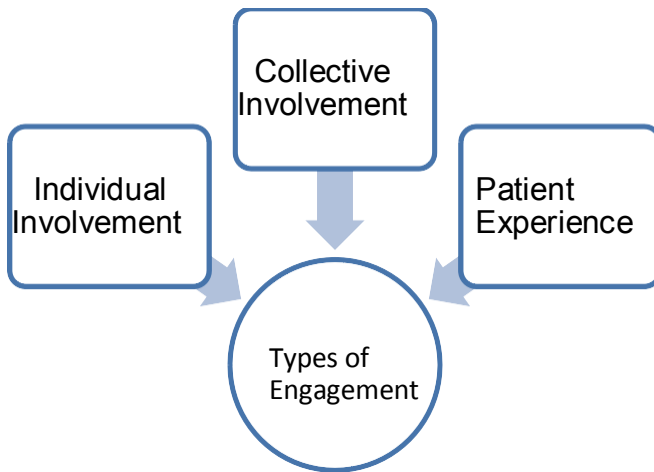 Collective
Involvement
Individual
Involvement
Patient
Experience
Types of
Engagement